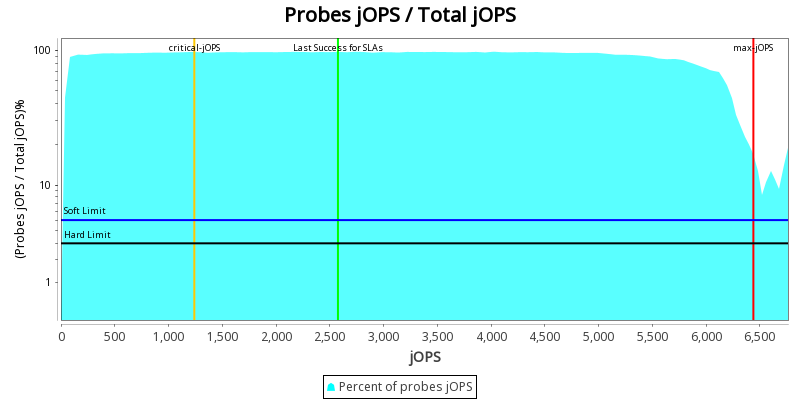 Probes jOPS / Total jOPS
(Probes jOPS / Total jOPS)%
100
10
1
critical-jOPS
Last Success for SLAs
max-jOPS
Soft Limit
Hard Limit
0 500 1,000 1,500 2,000 2,500 3,000 3,500 4,000 4,500 5,000 5,500 6,000 6,500
jOPS
Percent of probes jOPS